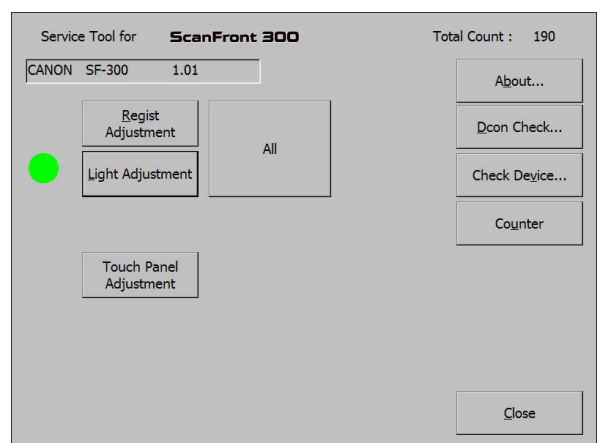 Service Tool for ScanFront 300 Total Count : 190
CANON SF-300 1.01
About...
Regist
Adjustment
All
Dcon Check...
Light Adjustment
Check Device...
Counter
Touch Panel
Adjustment
Close